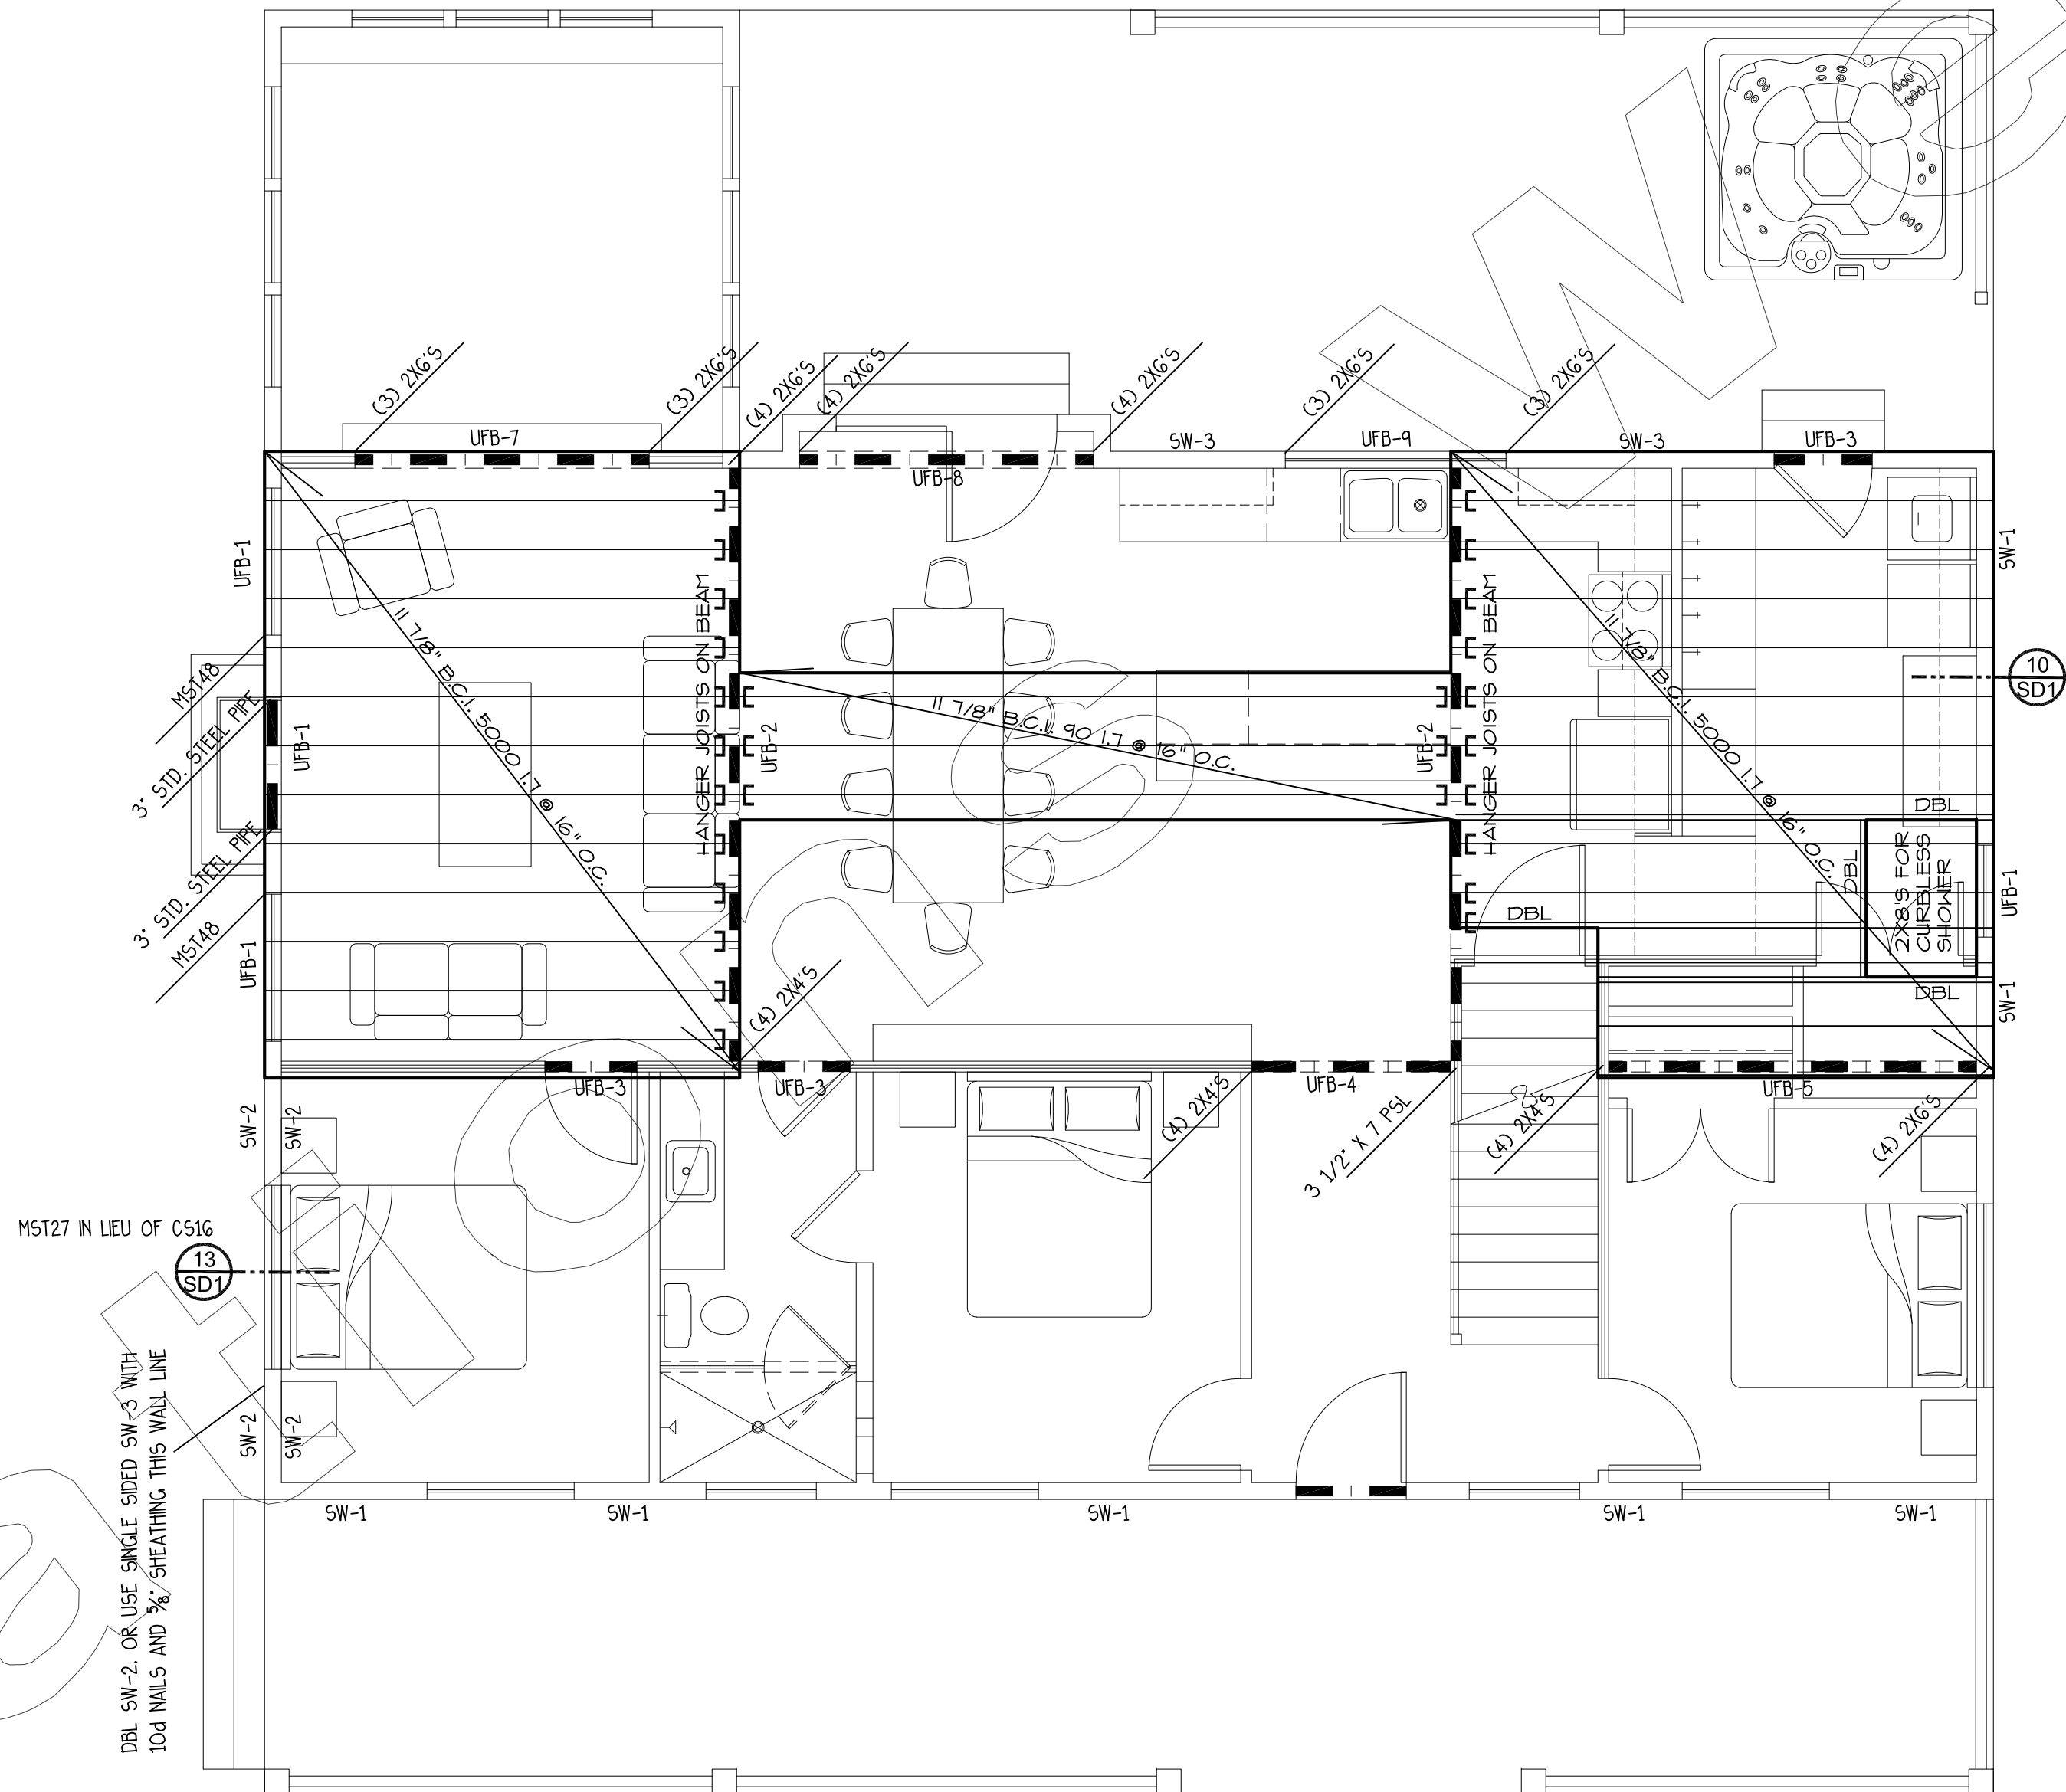 (3) 2X6'S
(3) 2X6'S
(4) 2X6'S
(4) 2X6'S
(4) 2X6'S
(3) 2X6'S
(3) 2X6'S
UFB-7
UFB-8
SW-3
UFB-9
SW-3
UFB-3
UFB-1
SW-1
MST48
3" STD. STEEL PIPE
UFB-1
3" STD. STEEL PIPE
MST48
UFB-1
11 7/8" B.C.I. 5000 1.7 @ 16" O.C.
HANGER JOISTS ON BEAM
UFB-2
11 7/8" B.C.I. 90 1.7 @ 16" O.C.
UFB-2
HANGER JOISTS ON BEAM
11 7/8" B.C.I. 5000 1.7 @ 16" O.C.
10
SD1
DBL
DBL
2X8'S FOR
CURBLESS
SHOWER
UFB-1
DBL
DBL
SW-1
(4) 2X4'S
UFB-3
UFB-3
(4) 2X4'S
UFB-4
3 1/2" X 7 PSL
(4) 2X4'S
UFB-5
(4) 2X6'S
SW-2
SW-2
MST27 IN LIEU OF CS16
13
SD1
SW-2
SW-2
DBL SW-2, OR USE SINGLE SIDED SW-3 WITH
10d NAILS AND 5/8" SHEATHING THIS WALL LINE
SW-1
SW-1
SW-1
SW-1
SW-1